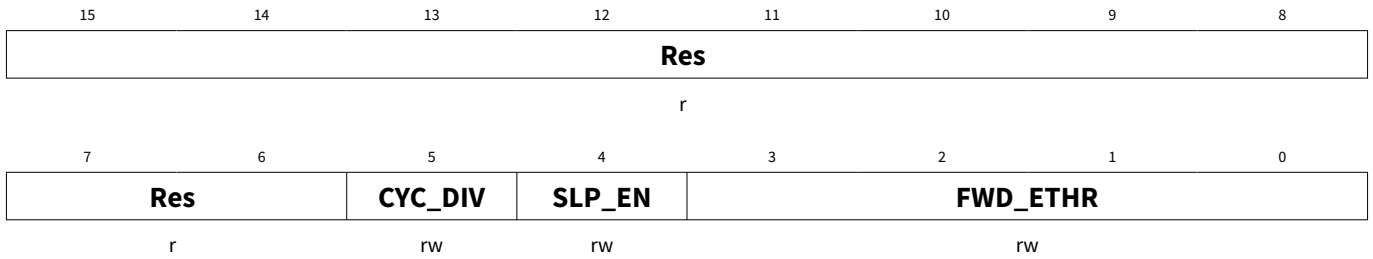 15 14 13 12 11 10 9 8
Res
r
7 6 5 4 3 2 1 0
Res CYC_DIV SLP_EN FWD_ETHR
r rw rw rw